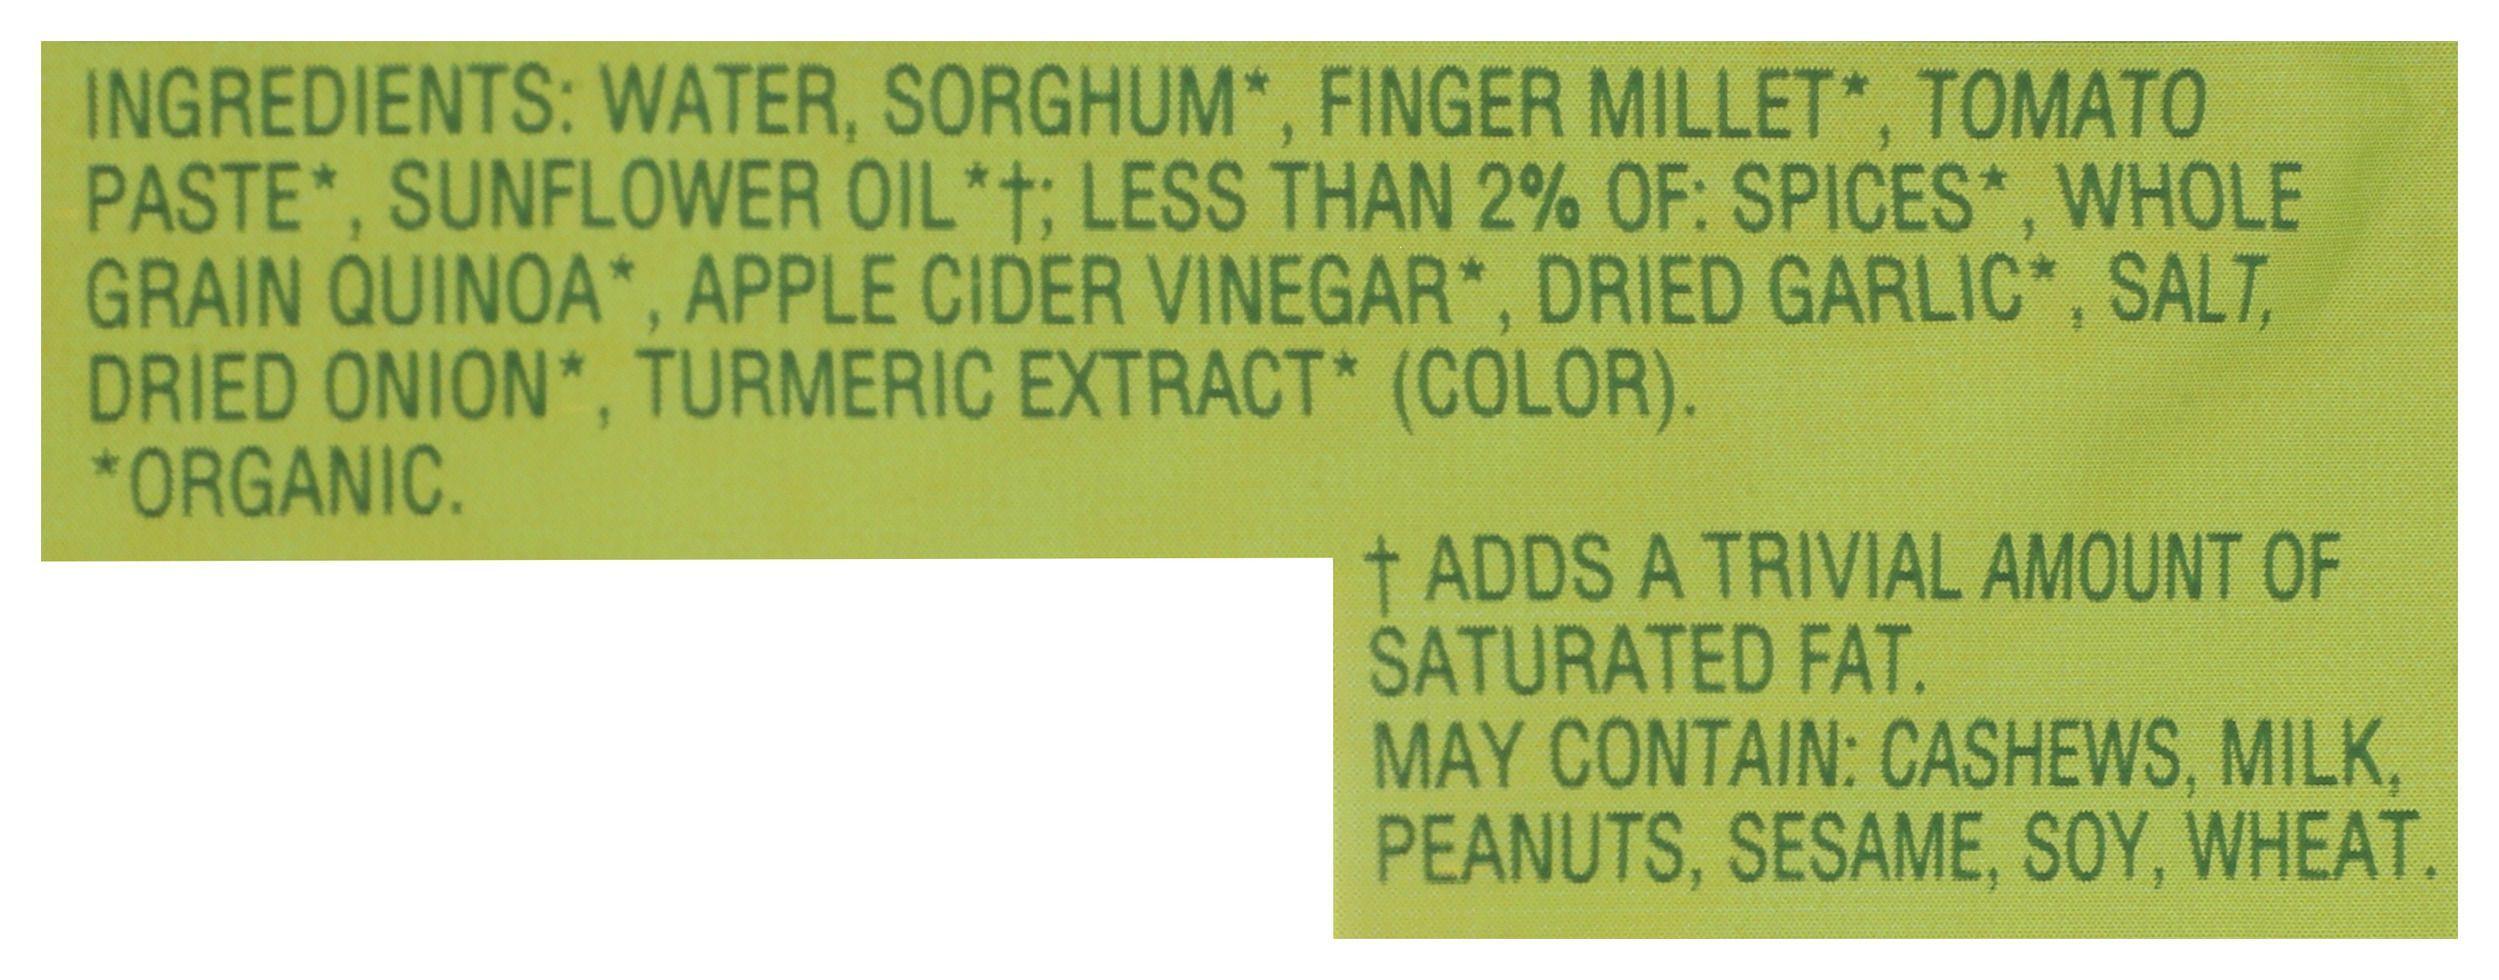 INGREDIENTS: WATER, SORGHUM*, FINGER MILLET*, TOMATO
PASTE*, SUNFLOWER OIL*†; LESS THAN 2% OF: SPICES*, WHOLE
GRAIN QUINOA*, APPLE CIDER VINEGAR*, DRIED GARLIC*, SALT,
DRIED ONION*, TURMERIC EXTRACT* (COLOR).
*ORGANIC.
† ADDS A TRIVIAL AMOUNT OF
SATURATED FAT.
MAY CONTAIN: CASHEWS, MILK,
PEANUTS, SESAME, SOY, WHEAT.